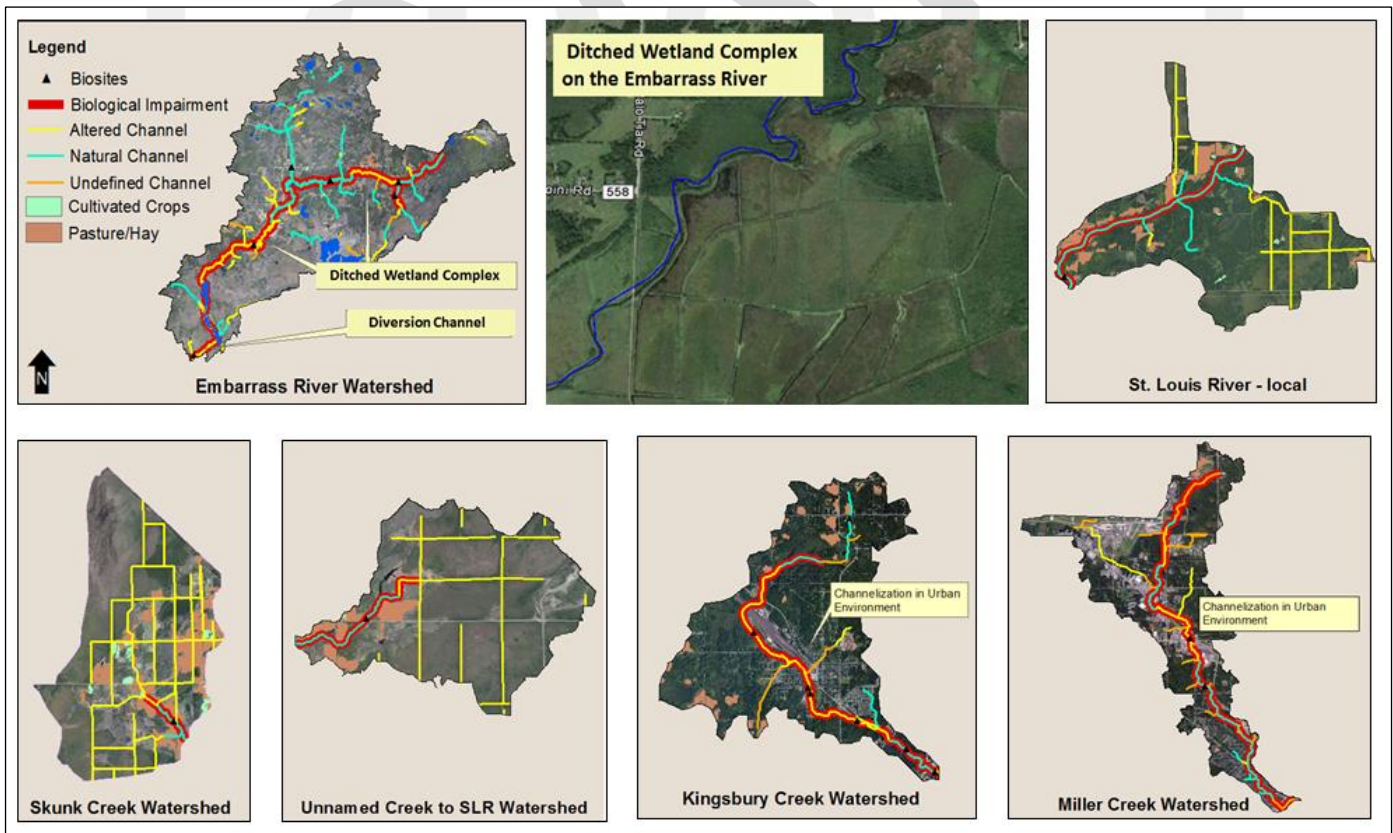 Legend
Biosites
Biological Impairment
Altered Channel
Natural Channel
Undefined Channel
Cultivated Crops
Pasture/Hay
Ditched Wetland Complex
Diversion Channel
N
Embarrass River Watershed
Ditched Wetland Complex
on the Embarrass River
558
St. Louis River - local
Skunk Creek Watershed
Unnamed Creek to SLR Watershed
Channelization in Urban
Environment
Kingsbury Creek Watershed
Channelization in Urban
Environment
Miller Creek Watershed